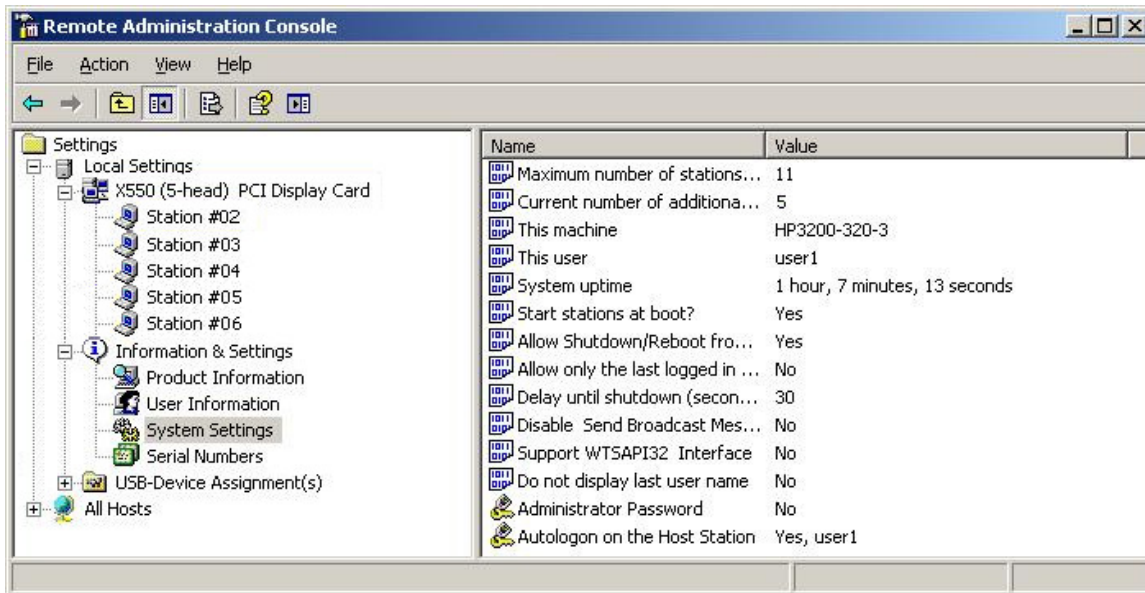 Remote Administration Console
File Action View Help
Settings
Local Settings
X550 (5-head) PCI Display Card
Station #02
Station #03
Station #04
Station #05
Station #06
Information & Settings
Product Information
User Information
System Settings
Serial Numbers
USB-Device Assignment(s)
All Hosts
Name Value
Maximum number of stations... 11
Current number of additiona... 5
This machine HP3200-320-3
This user user1
System uptime 1 hour, 7 minutes, 13 seconds
Start stations at boot? Yes
Allow Shutdown/Reboot fro... Yes
Allow only the last logged in ... No
Delay until shutdown (secon... 30
Disable Send Broadcast Mes... No
Support WTSAPI32 Interface No
Do not display last user name No
Administrator Password No
Autologon on the Host Station Yes, user1